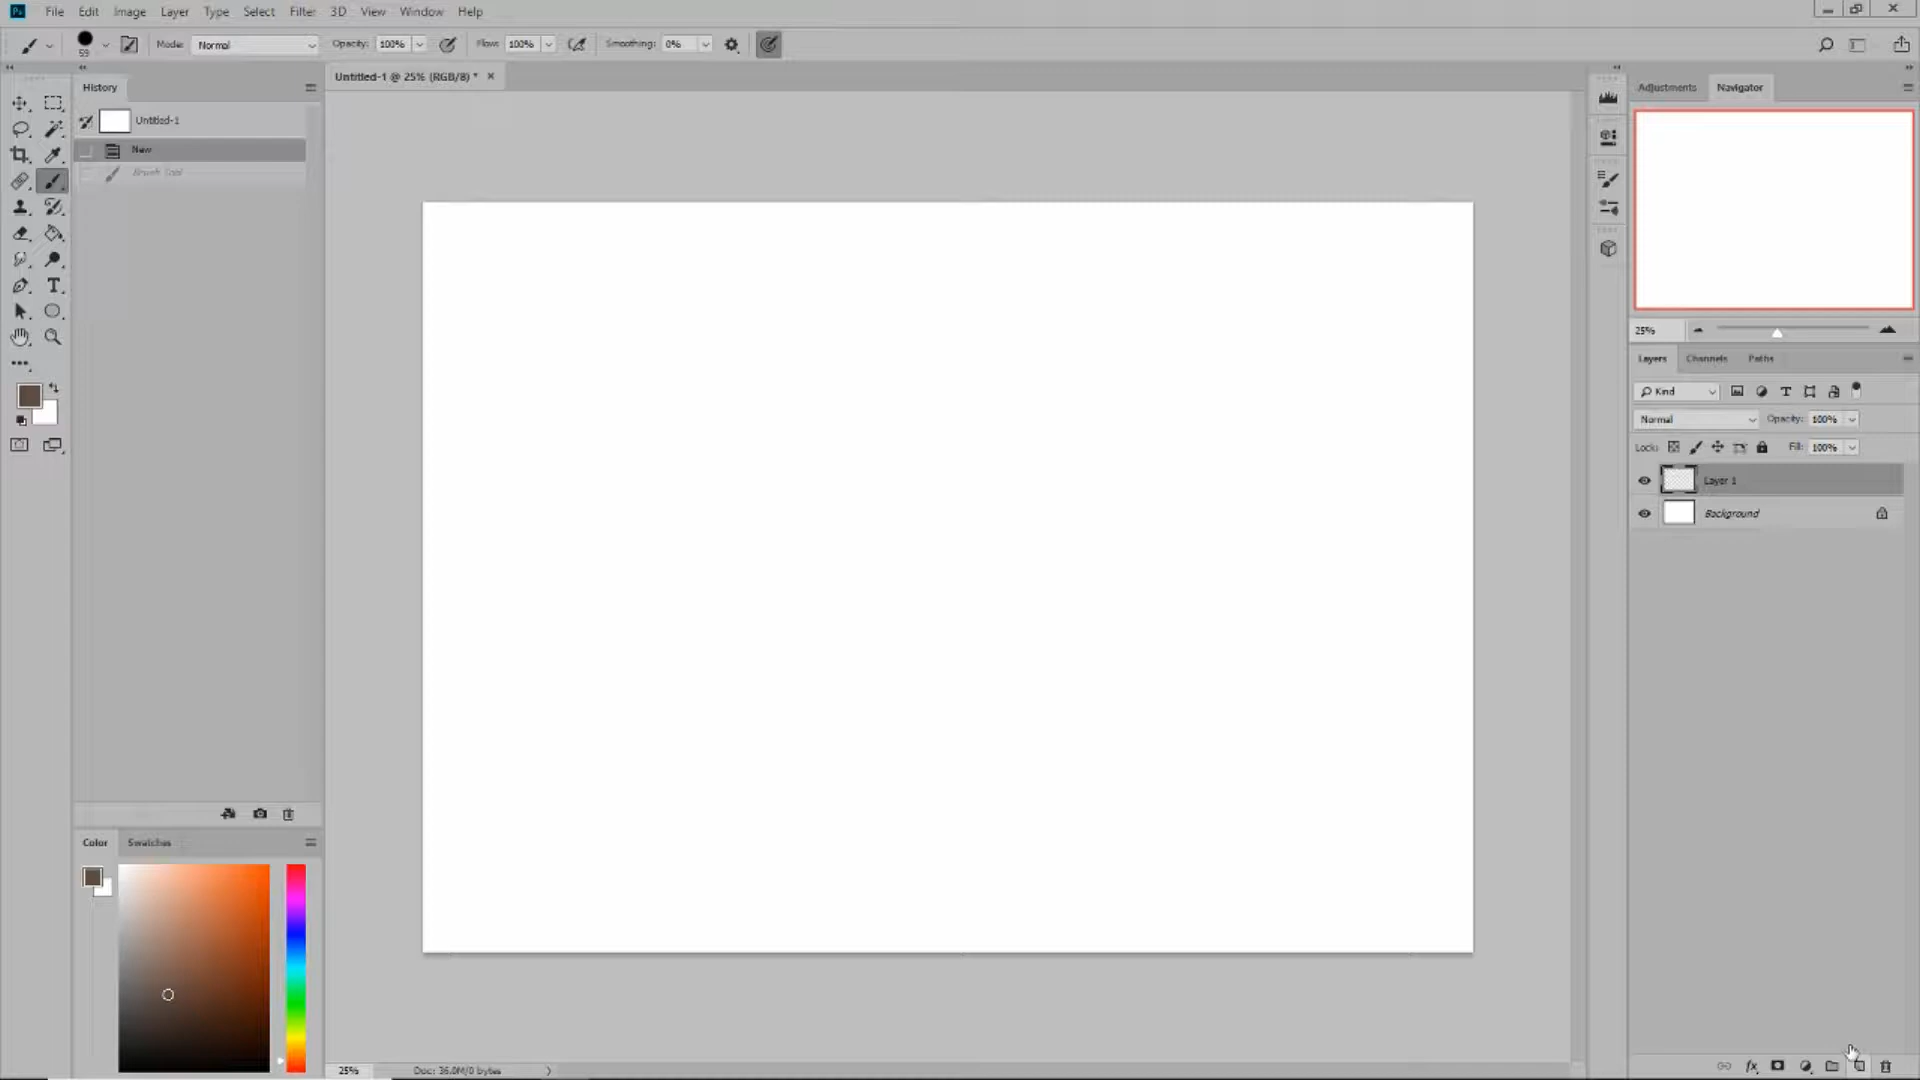 Ps File Edit Image Layer Type Select Filter 3D View Window Help
59 Mode: Normal Opacity: 100% Flow: 100% Smoothing: 0%
Untitled-1 @ 25% (RGB/8) *
History
Untitled-1
New
Brush Tool
Adjustments Navigator
25%
Layers Channels Paths
Kind
Normal Opacity: 100%
Lock: Fill: 100%
Layer 1
Background
Color Swatches
25% Doc: 36.0M/0 bytes